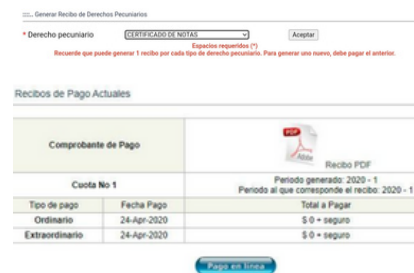 ::... Generar Recibo de Derechos Pecuniarios
* Derecho pecuniario CERTIFICADO DE NOTAS Aceptar
Espacios requeridos (*)
Recuerde que puede generar 1 recibo por cada tipo de derecho pecuniario. Para generar uno nuevo, debe pagar el anterior.
Recibos de Pago Actuales
Comprobante de Pago
PDF
Adobe
Recibo PDF
Cuota No 1
Periodo generado: 2020 - 1
Periodo al que corresponde el recibo: 2020 - 1
Tipo de pago Fecha Pago Total a Pagar
Ordinario 24-Apr-2020 $ 0 + seguro
Extraordinario 24-Apr-2020 $ 0 + seguro
Pago en línea